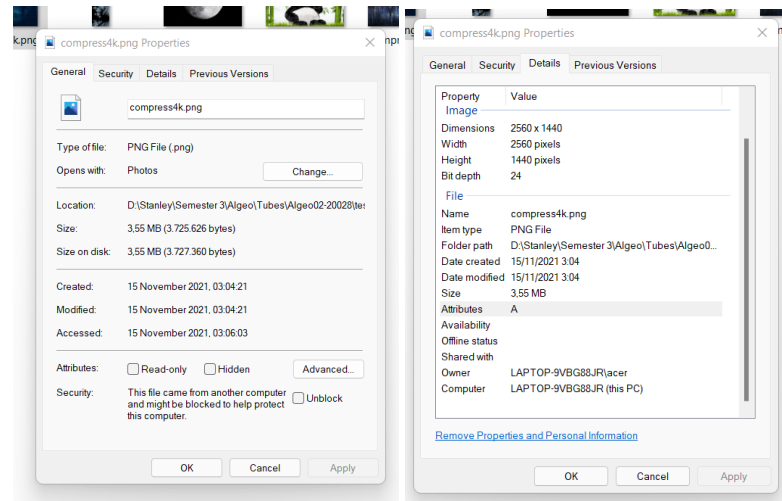 k.png
compress4k.png Properties
General Security Details Previous Versions
compress4k.png
Type of file: PNG File (.png)
Opens with: Photos Change...
Location: D:\Stanley\Semester 3\Algeo\Tubes\Algeo02-20028\tes
Size: 3,55 MB (3.725.626 bytes)
Size on disk: 3,55 MB (3.727.360 bytes)
Created: 15 November 2021, 03:04:21
Modified: 15 November 2021, 03:04:21
Accessed: 15 November 2021, 03:06:03
Attributes: Read-only Hidden Advanced...
Security: This file came from another computer
and might be blocked to help protect
this computer.
Unblock
OK Cancel Apply
compress4k.png Properties
General Security Details Previous Versions
Property Value
Image
Dimensions 2560 x 1440
Width 2560 pixels
Height 1440 pixels
Bit depth 24
File
Name compress4k.png
Item type PNG File
Folder path D:\Stanley\Semester 3\Algeo\Tubes\Algeo0...
Date created 15/11/2021 3:04
Date modified 15/11/2021 3:04
Size 3,55 MB
Attributes A
Availability
Offline status
Shared with
Owner LAPTOP-9VBG88JR\acer
Computer LAPTOP-9VBG88JR (this PC)
Remove Properties and Personal Information
OK Cancel Apply